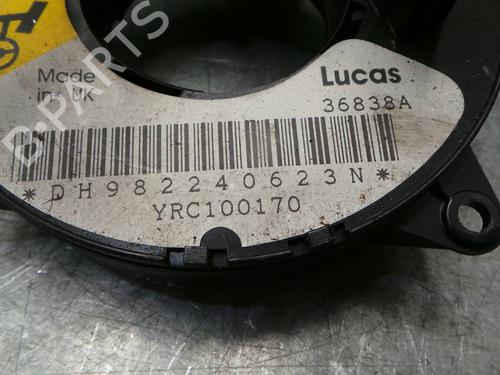 Made
in UK
Lucas
36838A
*DH982240623N*
YRC100170
B-Parts